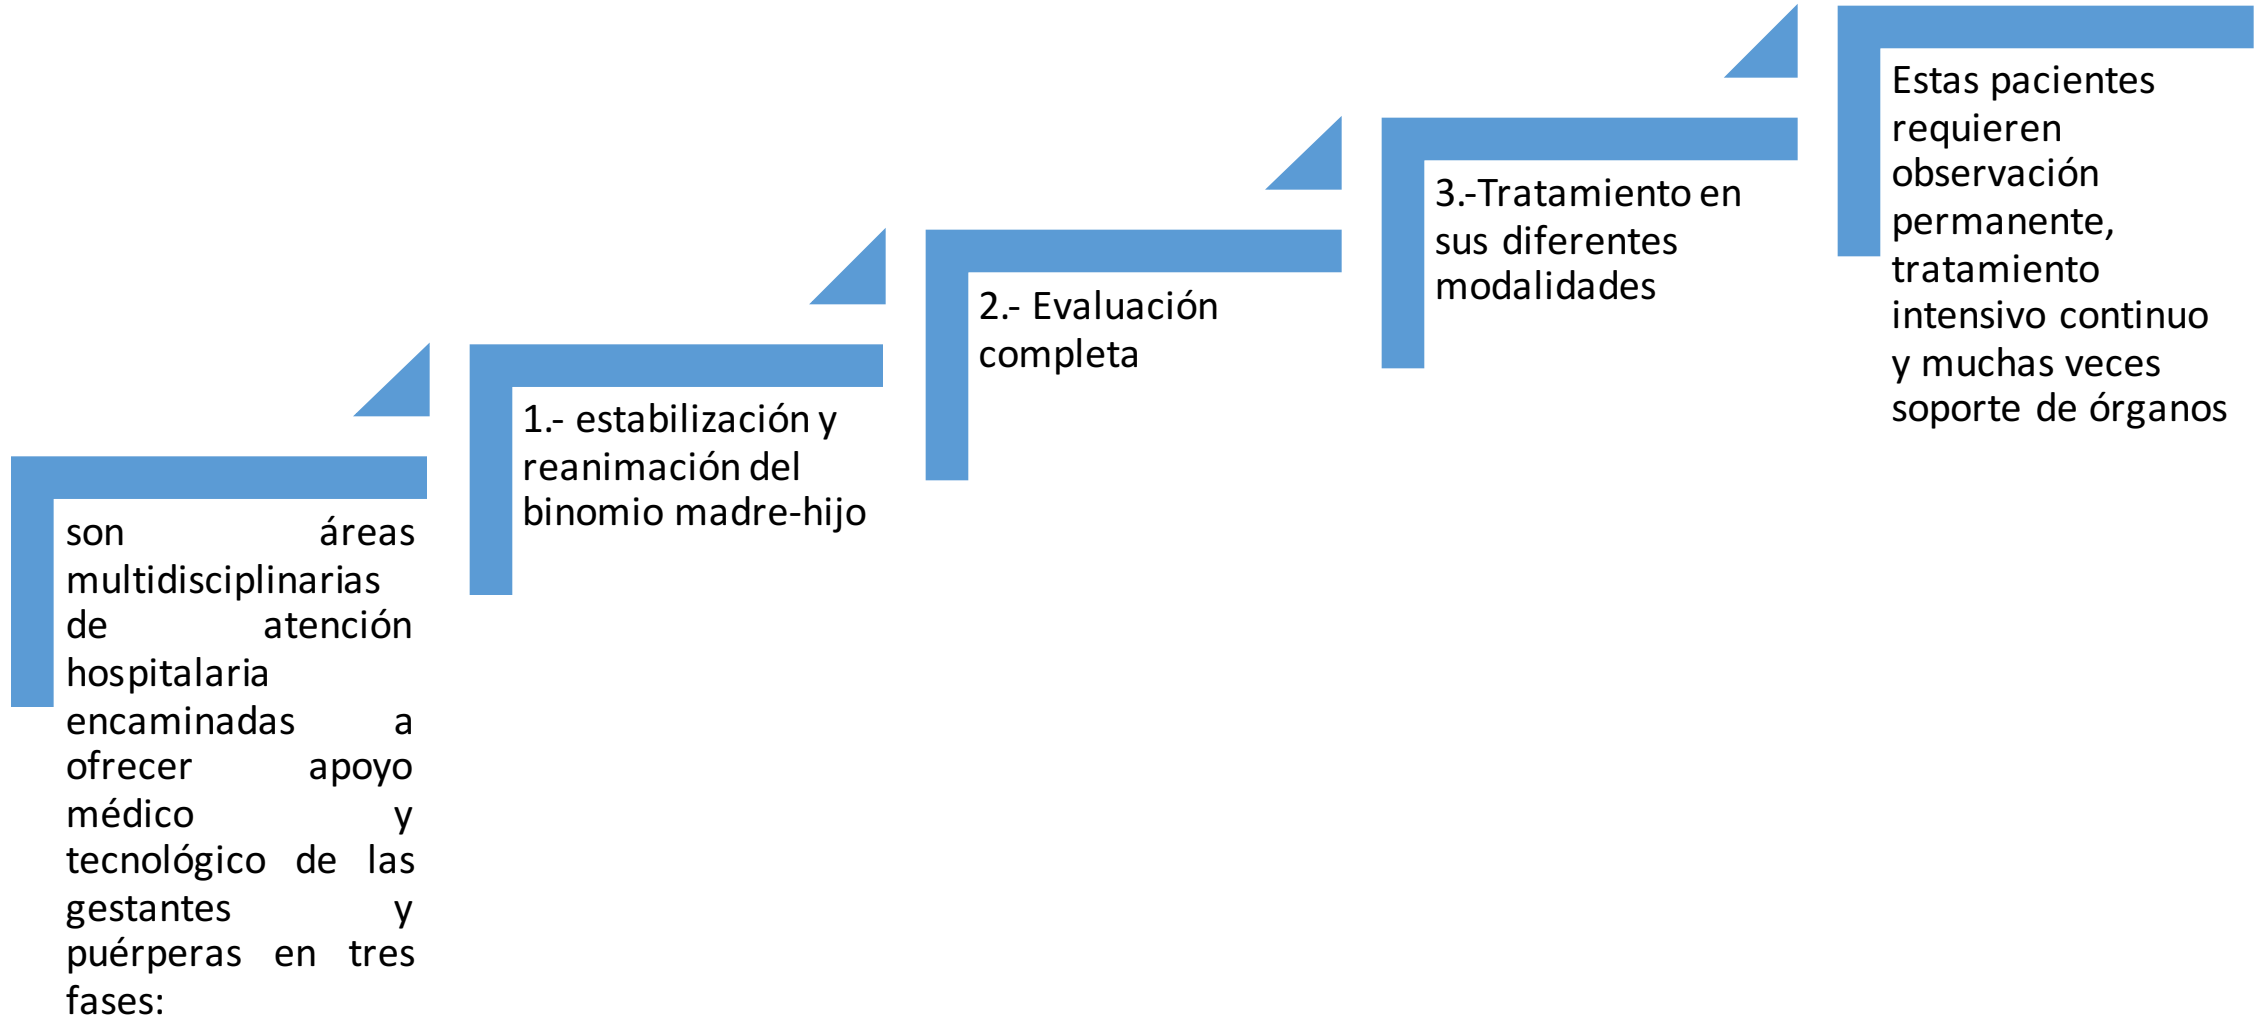 son áreas
multidisciplinarias
de atención
hospitalaria
encaminadas a
ofrecer apoyo
médico y
tecnológico de las
gestantes y
puérperas en tres
fases:
1.- estabilización y
reanimación del
binomio madre-hijo
2.- Evaluación
completa
3.-Tratamiento en
sus diferentes
modalidades
Estas pacientes
requieren
observación
permanente,
tratamiento
intensivo continuo
y muchas veces
soporte de órganos